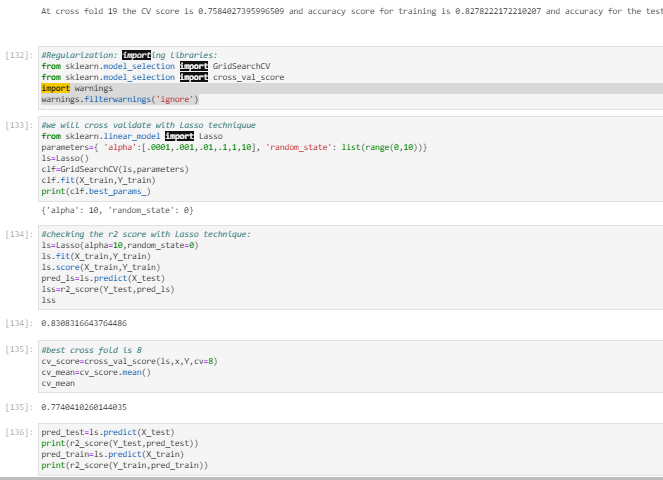 At cross fold 19 the CV score is 0.7584027395996509 and accuracy score for training is 0.8278222172210207 and accuracy for the test
[132]: #Regularization: importing Libraries:
from sklearn.model_selection import GridSearchCV
from sklearn.model_selection import cross_val_score
import warnings
warnings.filterwarnings('ignore')
[133]: #we will cross validate with Lasso technique
from sklearn.linear_model import Lasso
parameters={ 'alpha':[.0001,.001,.01,.1,1,10], 'random_state': list(range(0,10))}
ls=Lasso()
clf=GridSearchCV(ls,parameters)
clf.fit(X_train,Y_train)
print(clf.best_params_)
{'alpha': 10, 'random_state': 0}
[134]: #checking the r2 score with Lasso technique:
ls=Lasso(alpha=10,random_state=0)
ls.fit(X_train,Y_train)
ls.score(X_train,Y_train)
pred_ls=ls.predict(X_test)
lss=r2_score(Y_test,pred_ls)
lss
[134]: 0.8308316643764486
[135]: #best cross fold is 8
cv_score=cross_val_score(ls,x,Y,cv=8)
cv_mean=cv_score.mean()
cv_mean
[135]: 0.7740410260144035
[136]: pred_test=ls.predict(X_test)
print(r2_score(Y_test,pred_test))
pred_train=ls.predict(X_train)
print(r2_score(Y_train,pred_train))